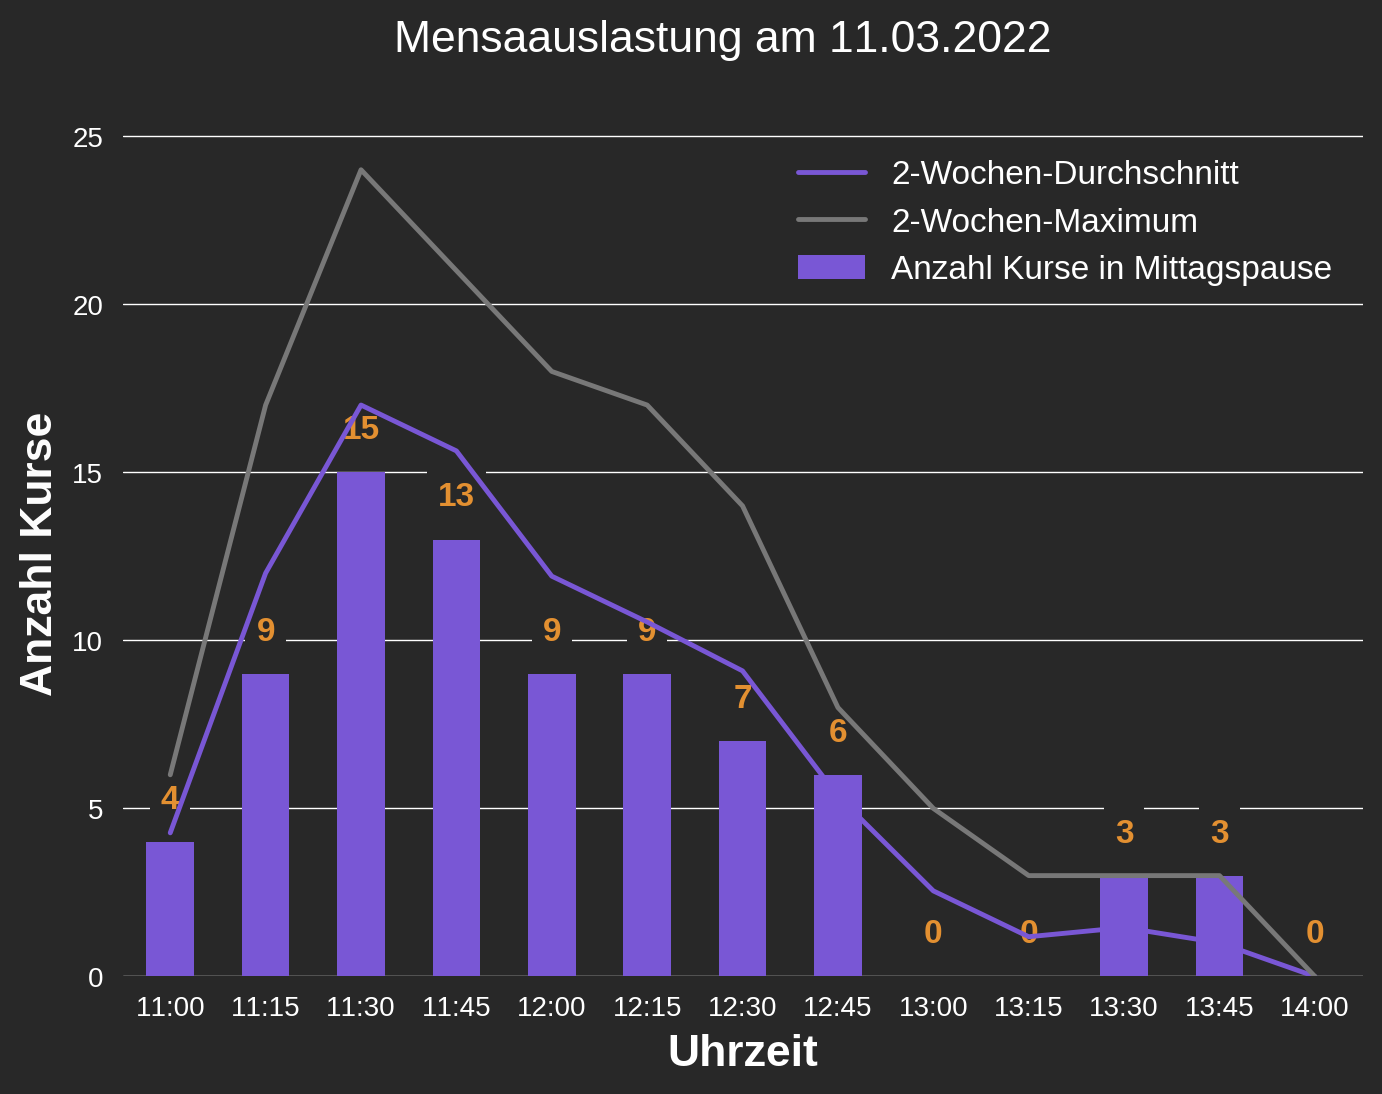 Mensaauslastung am 11.03.2022
2-Wochen-Durchschnitt
2-Wochen-Maximum
Anzahl Kurse in Mittagspause
Anzahl Kurse
25
20
15
10
5
0
4
9
15
13
9
9
7
6
0
0
3
3
0
11:00 11:15 11:30 11:45 12:00 12:15 12:30 12:45 13:00 13:15 13:30 13:45 14:00
Uhrzeit